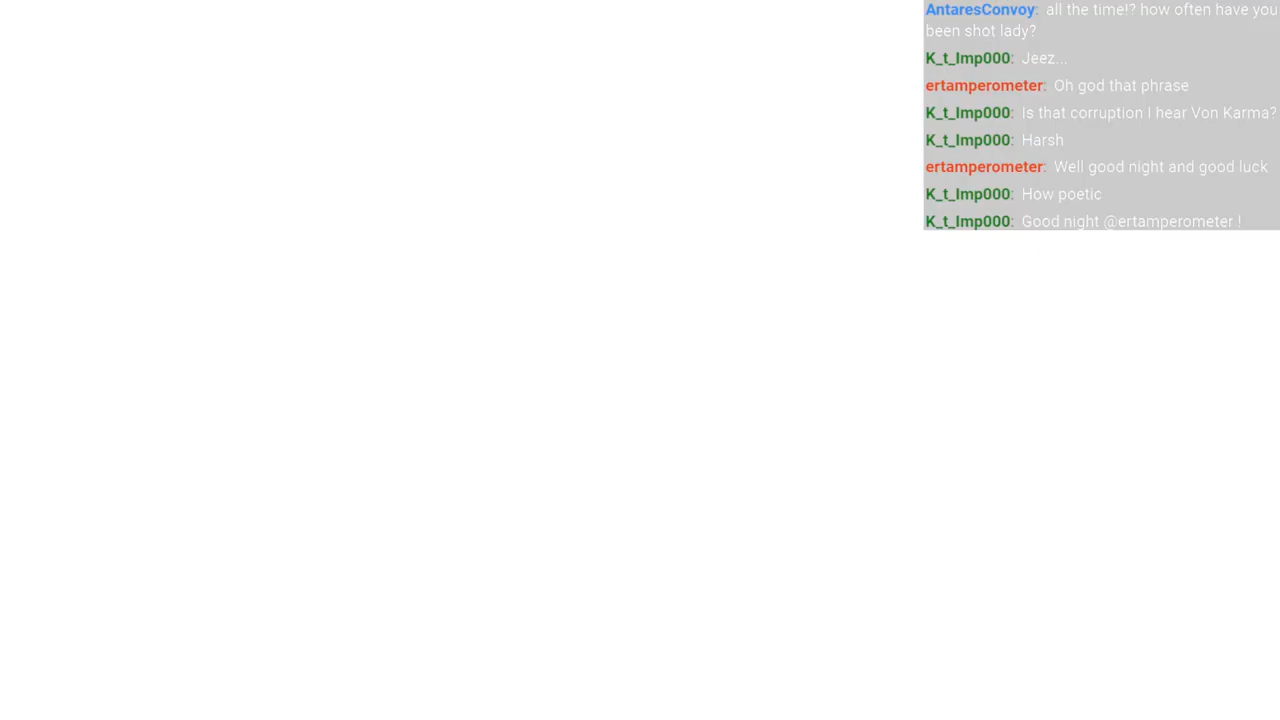 AntaresConvoy: all the time!? how often have you
been shot lady?
K_t_Imp000: Jeez...
ertamperometer: Oh god that phrase
K_t_Imp000: Is that corruption I hear Von Karma?
K_t_Imp000: Harsh
ertamperometer: Well good night and good luck
K_t_Imp000: How poetic
K_t_Imp000: Good night @ertamperometer !